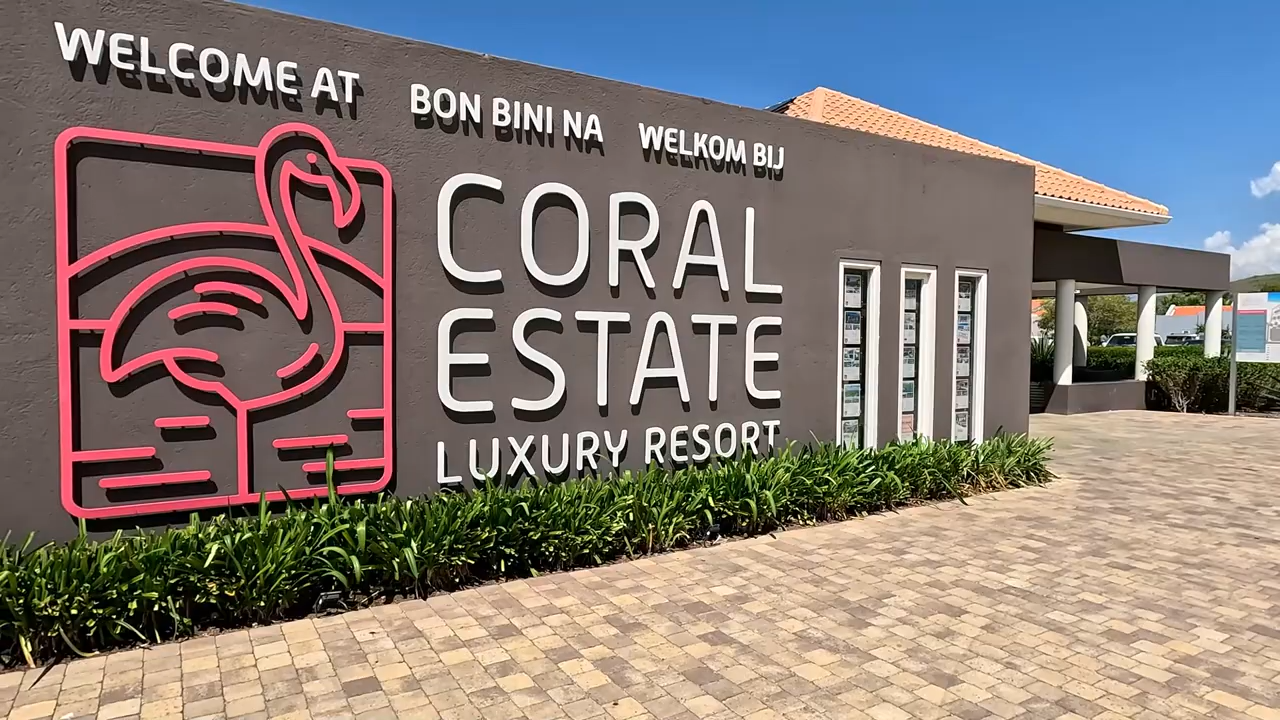 WELCOME AT BON BINI NA WELKOM BIJ
CORAL
ESTATE
LUXURY RESORT